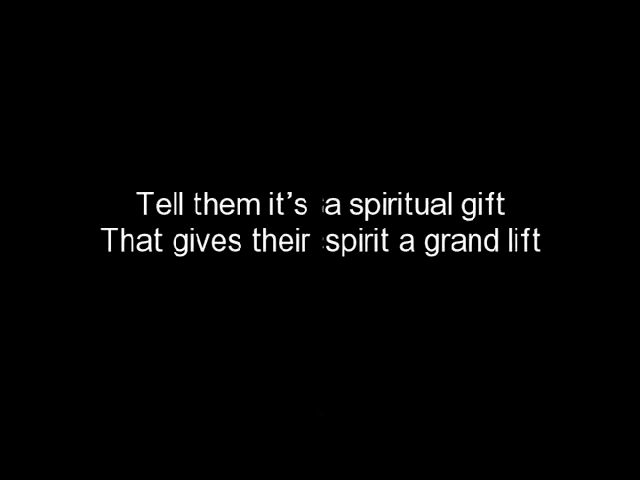 Tell them it’s a spiritual gift
That gives their spirit a grand lift